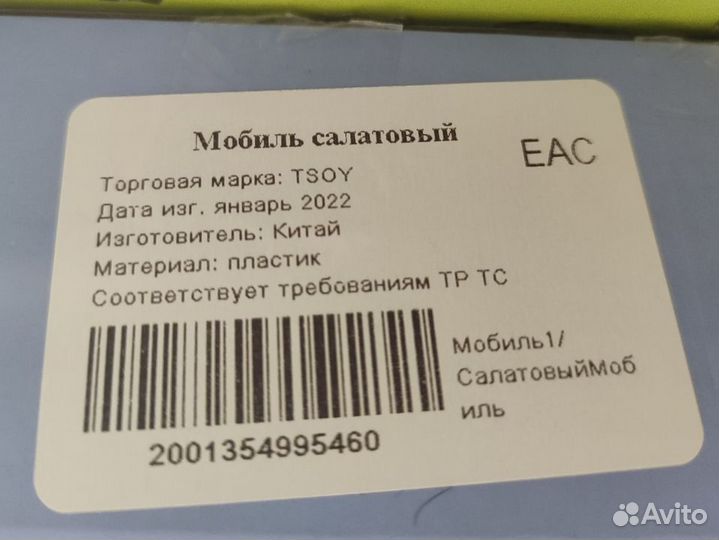 Мобиль салатовый
EAC
Торговая марка: TSOY
Дата изг. январь 2022
Изготовитель: Китай
Материал: пластик
Соответствует требованиям ТР ТС
Мобиль1/
СалатовыйМоб
иль
2001354995460
Avito